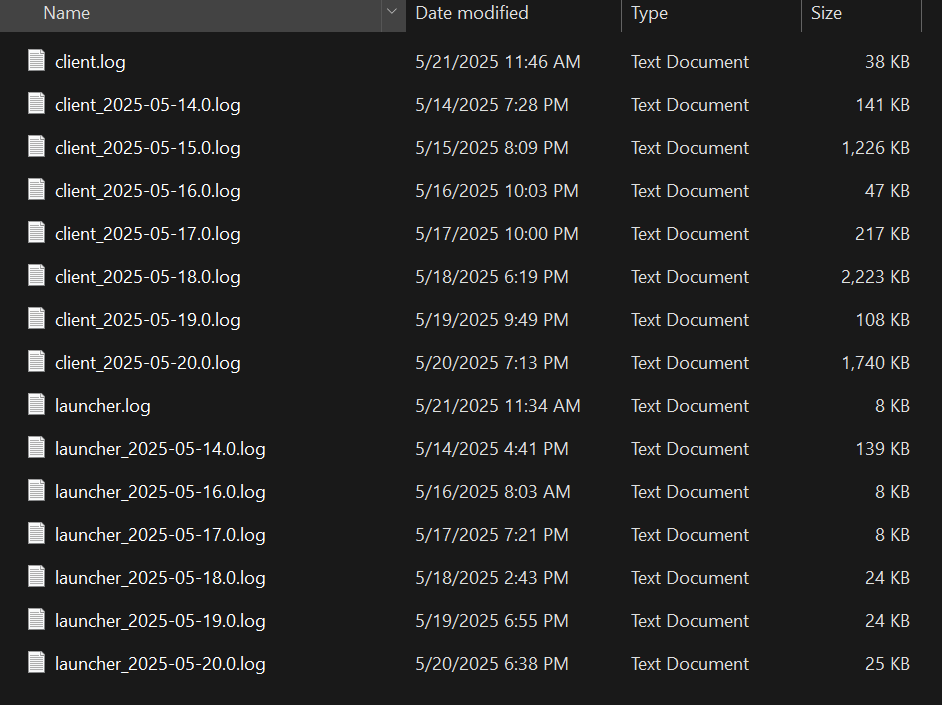 Name Date modified Type Size
client.log 5/21/2025 11:46 AM Text Document 38 KB
client_2025-05-14.0.log 5/14/2025 7:28 PM Text Document 141 KB
client_2025-05-15.0.log 5/15/2025 8:09 PM Text Document 1,226 KB
client_2025-05-16.0.log 5/16/2025 10:03 PM Text Document 47 KB
client_2025-05-17.0.log 5/17/2025 10:00 PM Text Document 217 KB
client_2025-05-18.0.log 5/18/2025 6:19 PM Text Document 2,223 KB
client_2025-05-19.0.log 5/19/2025 9:49 PM Text Document 108 KB
client_2025-05-20.0.log 5/20/2025 7:13 PM Text Document 1,740 KB
launcher.log 5/21/2025 11:34 AM Text Document 8 KB
launcher_2025-05-14.0.log 5/14/2025 4:41 PM Text Document 139 KB
launcher_2025-05-16.0.log 5/16/2025 8:03 AM Text Document 8 KB
launcher_2025-05-17.0.log 5/17/2025 7:21 PM Text Document 8 KB
launcher_2025-05-18.0.log 5/18/2025 2:43 PM Text Document 24 KB
launcher_2025-05-19.0.log 5/19/2025 6:55 PM Text Document 24 KB
launcher_2025-05-20.0.log 5/20/2025 6:38 PM Text Document 25 KB